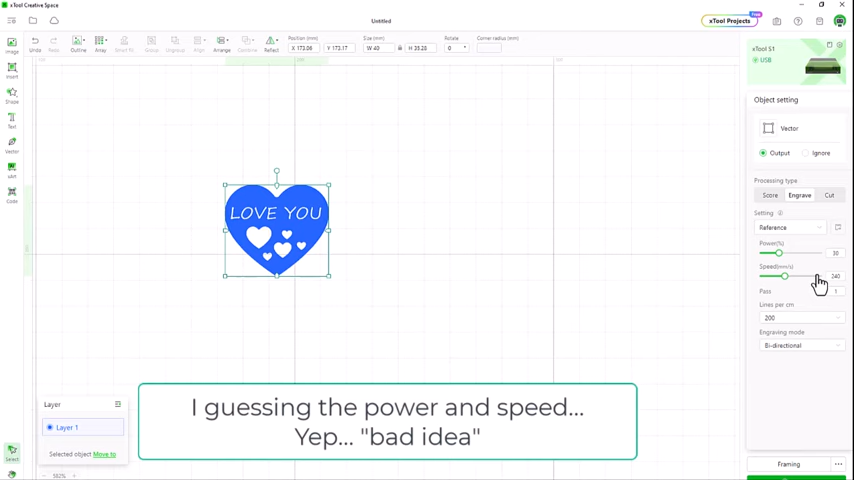 xTool Creative Space
Untitled
Free
xTool Projects
Undo
Redo
Outline
Array
Smart Fill
Group
Ungroup
Align
Arrange
Combine
Reflect
Position (mm)
X 173.06
Y 173.17
Size (mm)
W 40
H 35.28
Rotate
0
Corner radius (mm)
Image
Insert
Shape
Text
Vector
xArt
Code
Select
LOVE YOU
xTool S1
USB
Object setting
Vector
Output
Ignore
Processing type
Score
Engrave
Cut
Setting
Reference
Power(%)
30
Speed(mm/s)
240
Pass
1
Lines per cm
200
Engraving mode
Bi-directional
Framing
Layer
Layer 1
Selected object Move to
I guessing the power and speed...
Yep... "bad idea"